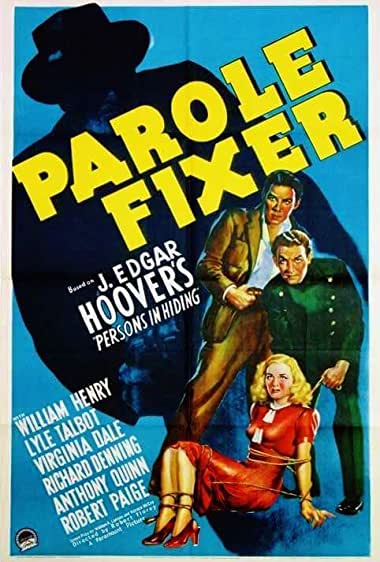 PAROLE
FIXER
Based on
J. EDGAR
HOOVER'S
"PERSONS IN HIDING"
WITH
WILLIAM HENRY
LYLE TALBOT
VIRGINIA DALE
RICHARD DENNING
ANTHONY QUINN
ROBERT PAIGE
Directed by Robert Florey
A Paramount Picture